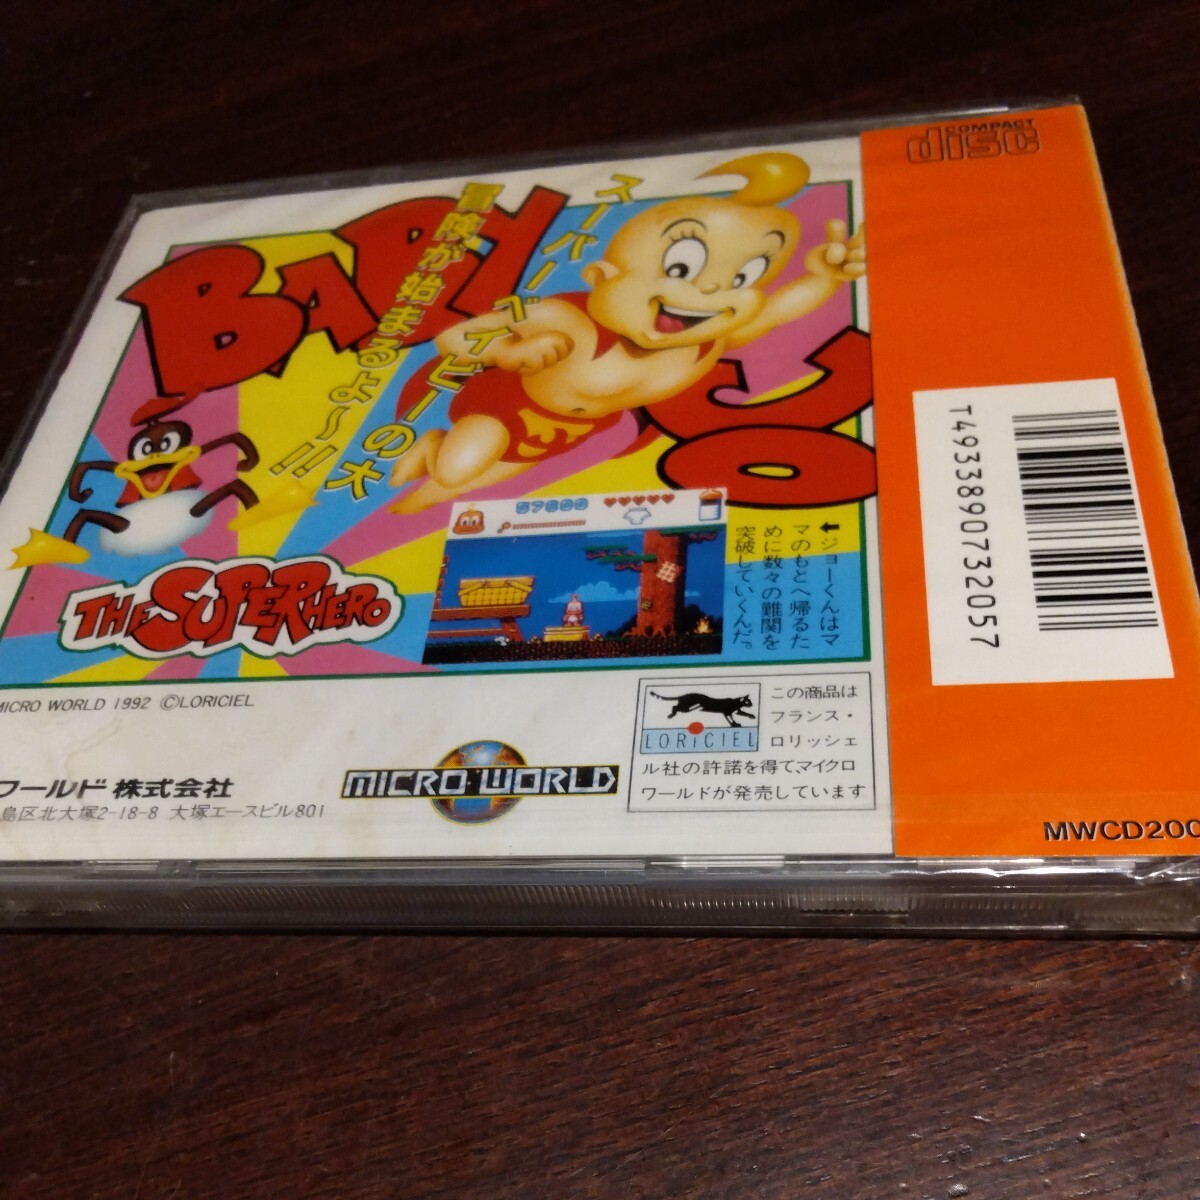 COMPACT
disc
BABY
JO
スーパーベイビーの大
冒険が始まるよ〜!!
THE SUPERHERO
57600
←ジョーくんはマ
マのもとへ帰るた
めに数々の難関を
突破していくんだ。
T4933890732057
MICRO WORLD 1992 ©LORICIEL
ワールド株式会社
島区北大塚2-18-8 大塚エースビル801
MICRO WORLD
LORICIEL
この商品は
フランス・
ロリッシェ
ル社の許諾を得て、マイクロ
ワールドが発売しています
MWCD200